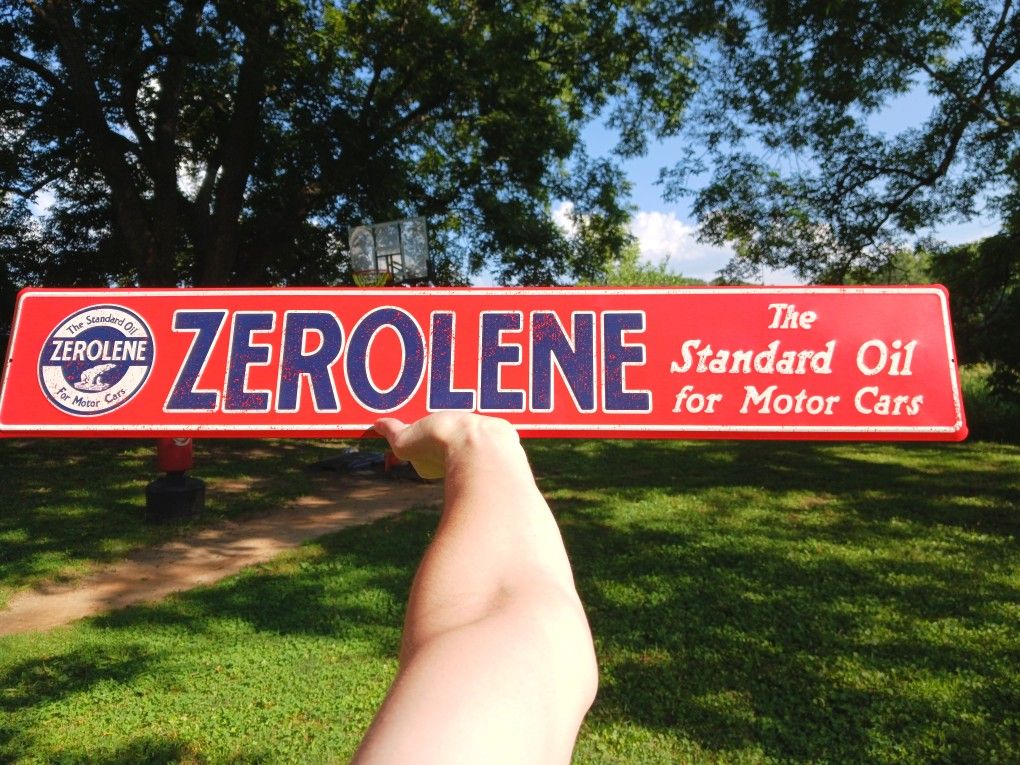 The Standard Oil
ZEROLENE
For Motor Cars
ZEROLENE
The
Standard Oil
for Motor Cars